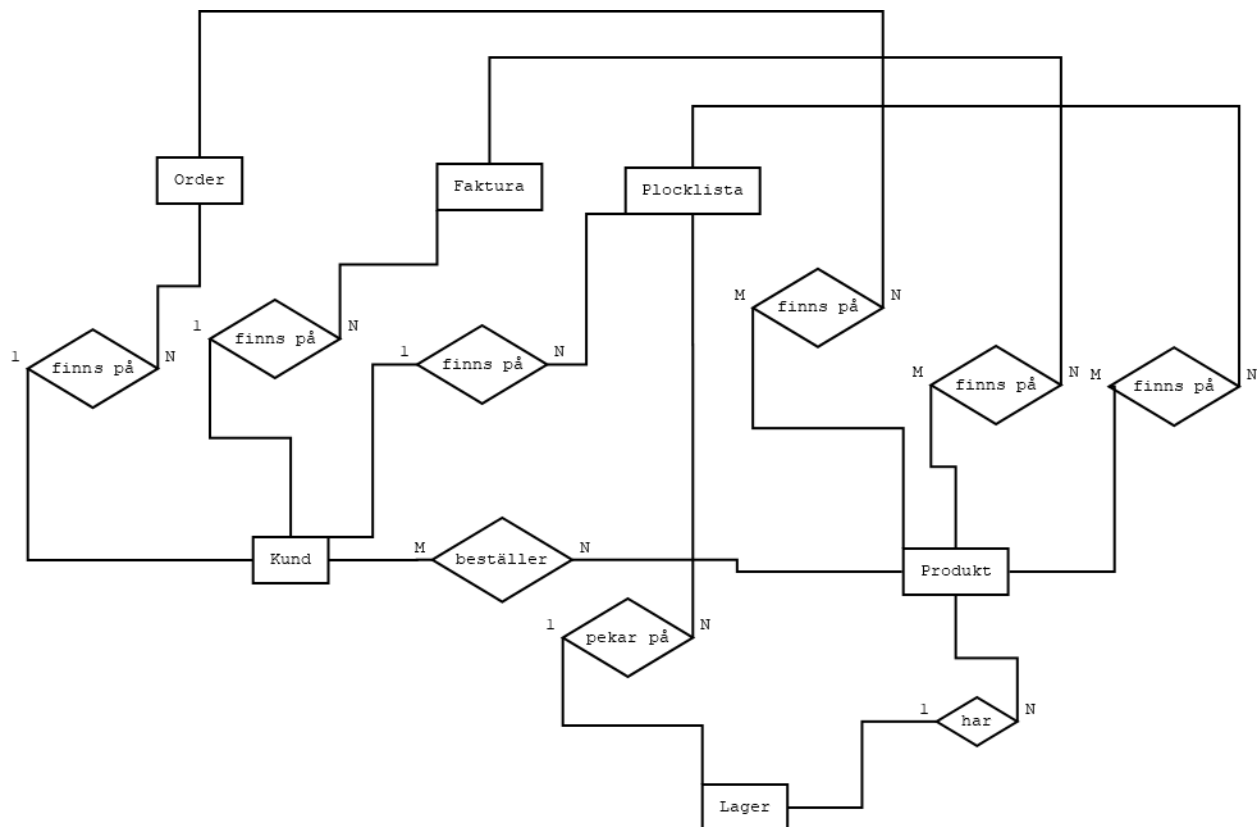 Order
Faktura
Plocklista
M
finns på
N
1
finns på
N
1
finns på
N
1
finns på
N
M
finns på
N
M
finns på
N
Kund
M
beställer
N
Produkt
1
pekar på
N
1
har
N
Lager